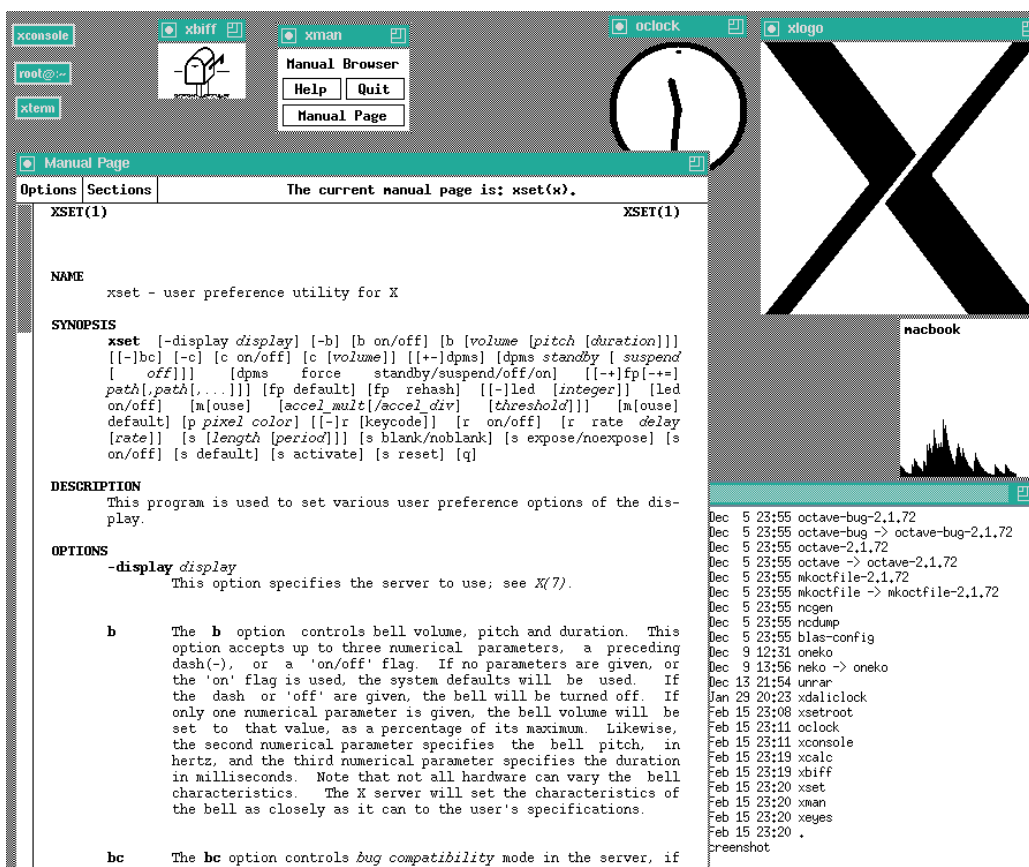 xconsole
root@:~
xterm
xbiff
xman
Manual Browser
Help Quit
Manual Page
oclock
xlogo
Manual Page
Options Sections The current manual page is: xset(x).
XSET(1) XSET(1)
NAME
xset - user preference utility for X
SYNOPSIS
xset [-display display] [-b] [b on/off] [b [volume [pitch [duration]]]
[[-]bc] [-c] [c on/off] [c [volume]] [[+-]dpms] [dpms standby [ suspend
[ off]]] [dpms force standby/suspend/off/on] [[-+]fp[-+=]
path[,path[,...]]] [fp default] [fp rehash] [[-]led [integer]] [led
on/off] [m[ouse] [accel_mult[/accel_div] [threshold]]] [m[ouse]
default] [p pixel color] [[-]r [keycode]] [r on/off] [r rate delay
[rate]] [s [length [period]]] [s blank/noblank] [s expose/noexpose] [s
on/off] [s default] [s activate] [s reset] [q]
DESCRIPTION
This program is used to set various user preference options of the dis-
play.
OPTIONS
-display display
This option specifies the server to use; see X(7).
b The b option controls bell volume, pitch and duration. This
option accepts up to three numerical parameters, a preceding
dash(-), or a 'on/off' flag. If no parameters are given, or
the 'on' flag is used, the system defaults will be used. If
the dash or 'off' are given, the bell will be turned off. If
only one numerical parameter is given, the bell volume will be
set to that value, as a percentage of its maximum. Likewise,
the second numerical parameter specifies the bell pitch, in
hertz, and the third numerical parameter specifies the duration
in milliseconds. Note that not all hardware can vary the bell
characteristics. The X server will set the characteristics of
the bell as closely as it can to the user's specifications.
bc The bc option controls bug compatibility mode in the server, if
macbook
Dec 5 23:55 octave-bug-2.1.72
Dec 5 23:55 octave-bug -> octave-bug-2.1.72
Dec 5 23:55 octave-2.1.72
Dec 5 23:55 octave -> octave-2.1.72
Dec 5 23:55 mkoctfile-2.1.72
Dec 5 23:55 mkoctfile -> mkoctfile-2.1.72
Dec 5 23:55 ncgen
Dec 5 23:55 ncdump
Dec 5 23:55 blas-config
Dec 9 12:31 oneko
Dec 9 13:56 neko -> oneko
Dec 13 21:54 unrar
Jan 29 20:23 xdaliclock
Feb 15 23:08 xsetroot
Feb 15 23:11 oclock
Feb 15 23:11 xconsole
Feb 15 23:19 xcalc
Feb 15 23:19 xbiff
Feb 15 23:20 xset
Feb 15 23:20 xman
Feb 15 23:20 xeyes
Feb 15 23:20 .
creenshot